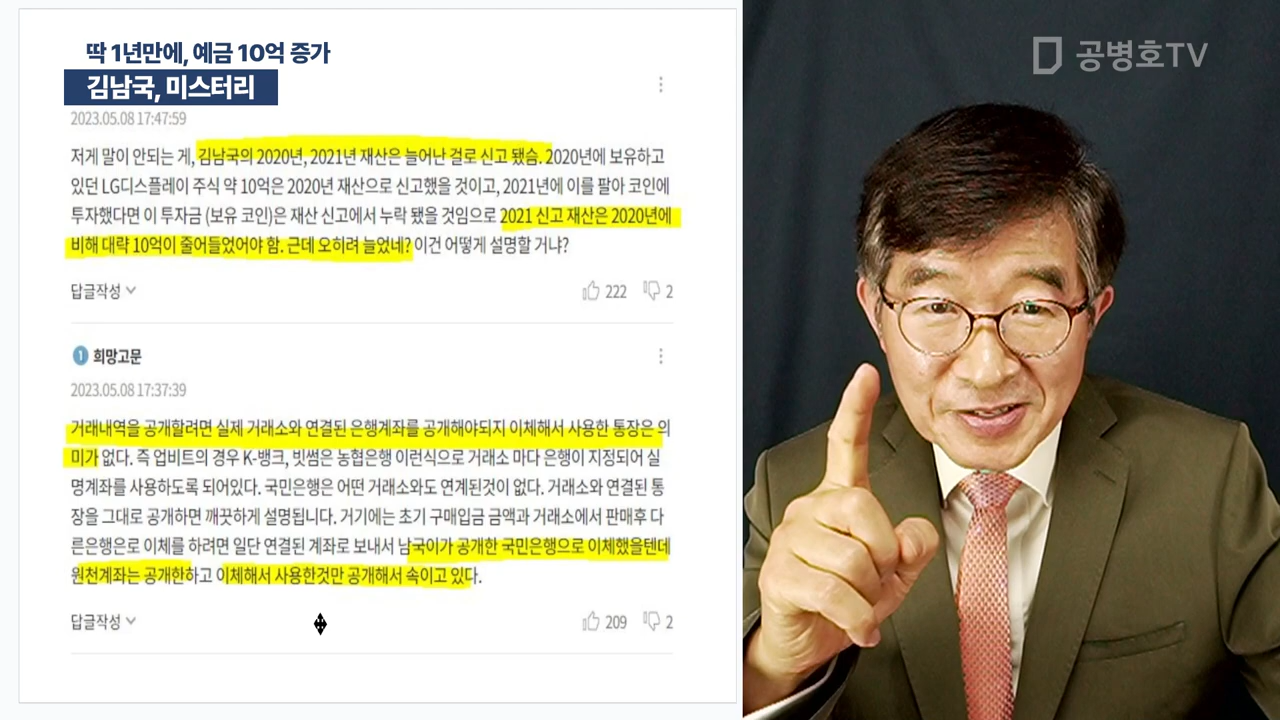 딱 1년만에, 예금 10억 증가
김남국, 미스터리
공병호TV
2023.05.08 17:47:59
저게 말이 안되는 게, 김남국의 2020년, 2021년 재산은 늘어난 걸로 신고 됐슴. 2020년에 보유하고
있던 LG디스플레이 주식 약 10억은 2020년 재산으로 신고했을 것이고, 2021년에 이를 팔아 코인에
투자했다면 이 투자금 (보유 코인)은 재산 신고에서 누락 됐을 것임으로 2021 신고 재산은 2020년에
비해 대략 10억이 줄어들었어야 함. 근데 오히려 늘었네? 이건 어떻게 설명할 거냐?
답글작성
222
2
1 희망고문
2023.05.08 17:37:39
거래내역을 공개할려면 실제 거래소와 연결된 은행계좌를 공개해야되지 이체해서 사용한 통장은 의
미가 없다. 즉 업비트의 경우 K-뱅크, 빗썸은 농협은행 이런식으로 거래소 마다 은행이 지정되어 실
명계좌를 사용하도록 되어있다. 국민은행은 어떤 거래소와도 연계된것이 없다. 거래소와 연결된 통
장을 그대로 공개하면 깨끗하게 설명됩니다. 거기에는 초기 구매입금 금액과 거래소에서 판매후 다
른은행은로 이체를 하려면 일단 연결된 계좌로 보내서 남국이가 공개한 국민은행으로 이체했을텐데
원천계좌는 공개한하고 이체해서 사용한것만 공개해서 속이고 있다.
답글작성
209
2